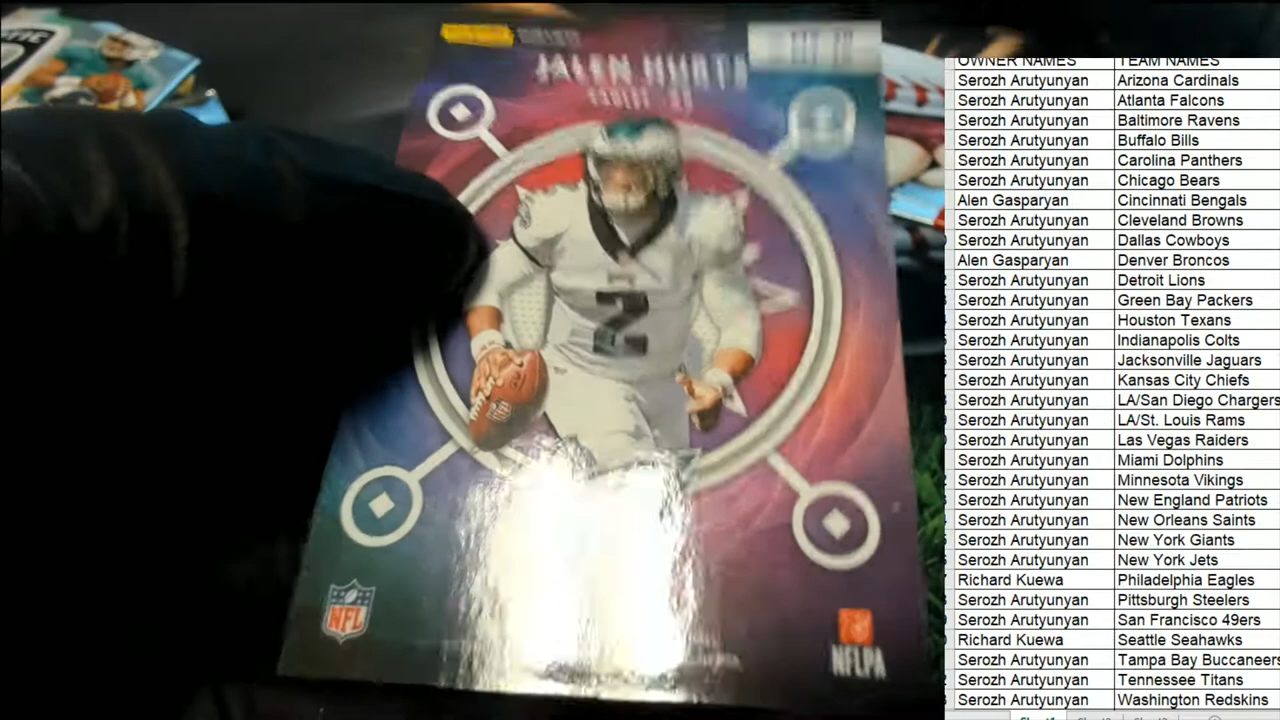 JALEN HURTS
2
NFL
NFLPA
OWNER NAMES TEAM NAMES
Serozh Arutyunyan Arizona Cardinals
Serozh Arutyunyan Atlanta Falcons
Serozh Arutyunyan Baltimore Ravens
Serozh Arutyunyan Buffalo Bills
Serozh Arutyunyan Carolina Panthers
Serozh Arutyunyan Chicago Bears
Alen Gasparyan Cincinnati Bengals
Serozh Arutyunyan Cleveland Browns
Serozh Arutyunyan Dallas Cowboys
Alen Gasparyan Denver Broncos
Serozh Arutyunyan Detroit Lions
Serozh Arutyunyan Green Bay Packers
Serozh Arutyunyan Houston Texans
Serozh Arutyunyan Indianapolis Colts
Serozh Arutyunyan Jacksonville Jaguars
Serozh Arutyunyan Kansas City Chiefs
Serozh Arutyunyan LA/San Diego Chargers
Serozh Arutyunyan LA/St. Louis Rams
Serozh Arutyunyan Las Vegas Raiders
Serozh Arutyunyan Miami Dolphins
Serozh Arutyunyan Minnesota Vikings
Serozh Arutyunyan New England Patriots
Serozh Arutyunyan New Orleans Saints
Serozh Arutyunyan New York Giants
Serozh Arutyunyan New York Jets
Richard Kuewa Philadelphia Eagles
Serozh Arutyunyan Pittsburgh Steelers
Serozh Arutyunyan San Francisco 49ers
Richard Kuewa Seattle Seahawks
Serozh Arutyunyan Tampa Bay Buccaneers
Serozh Arutyunyan Tennessee Titans
Serozh Arutyunyan Washington Redskins